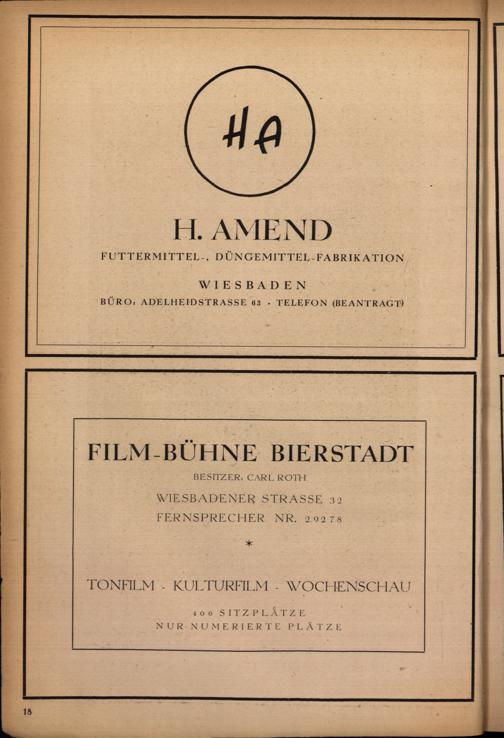 HA
H. AMEND
FUTTERMITTEL-, DÜNGEMITTEL-FABRIKATION
WIESBADEN
BÜRO: ADELHEIDSTRASSE 63 · TELEFON (BEANTRAGT)
FILM-BÜHNE BIERSTADT
BESITZER: CARL ROTH
WIESBADENER STRASSE 32
FERNSPRECHER NR. 29278
*
TONFILM - KULTURFILM - WOCHENSCHAU
400 SITZPLÄTZE
NUR NUMERIERTE PLÄTZE
18